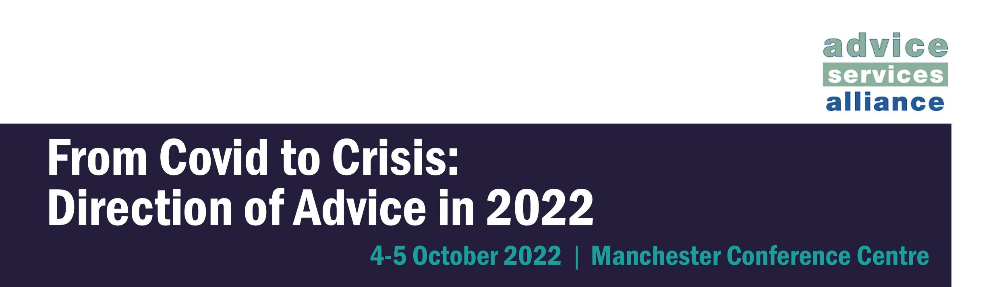 advice
services
alliance
From Covid to Crisis:
Direction of Advice in 2022
4-5 October 2022 | Manchester Conference Centre